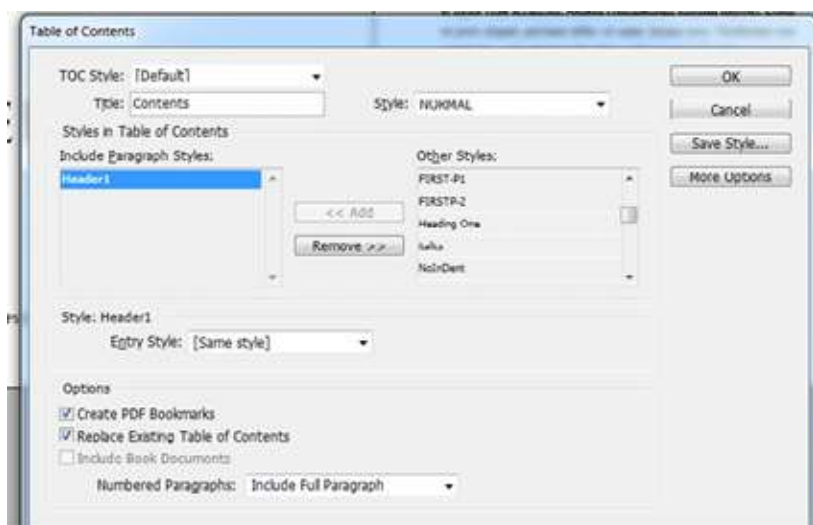 Table of Contents
TOC Style: [Default]
OK
Title: Contents
Style: NORMAL
Cancel
Styles in Table of Contents
Save Style...
Include Paragraph Styles:
Other Styles:
More Options
Header1
FIRST-P1
<< Add
FIRSTP-2
Heading One
Remove >>
NoInDent
Style: Header1
Entry Style: [Same style]
Options
Create PDF Bookmarks
Replace Existing Table of Contents
Include Book Documents
Numbered Paragraphs: Include Full Paragraph